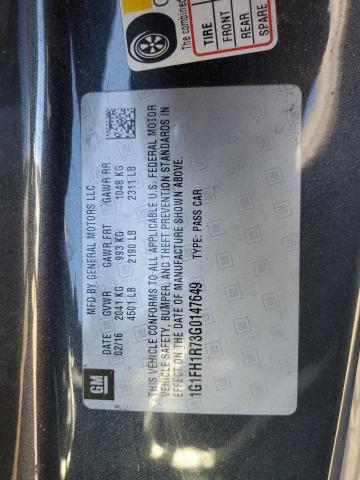 The combined
TIRE
FRONT
REAR
SPARE
GM
MFD BY GENERAL MOTORS LLC
DATE GVWR GAWR FRT GAWR RR
02/16 2041 KG 993 KG 1048 KG
4501 LB 2190 LB 2311 LB
THIS VEHICLE CONFORMS TO ALL APPLICABLE U.S. FEDERAL MOTOR
VEHICLE SAFETY, BUMPER, AND THEFT PREVENTION STANDARDS IN
EFFECT ON THE DATE OF MANUFACTURE SHOWN ABOVE.
1G1FH1R73G0147649 TYPE: PASS CAR